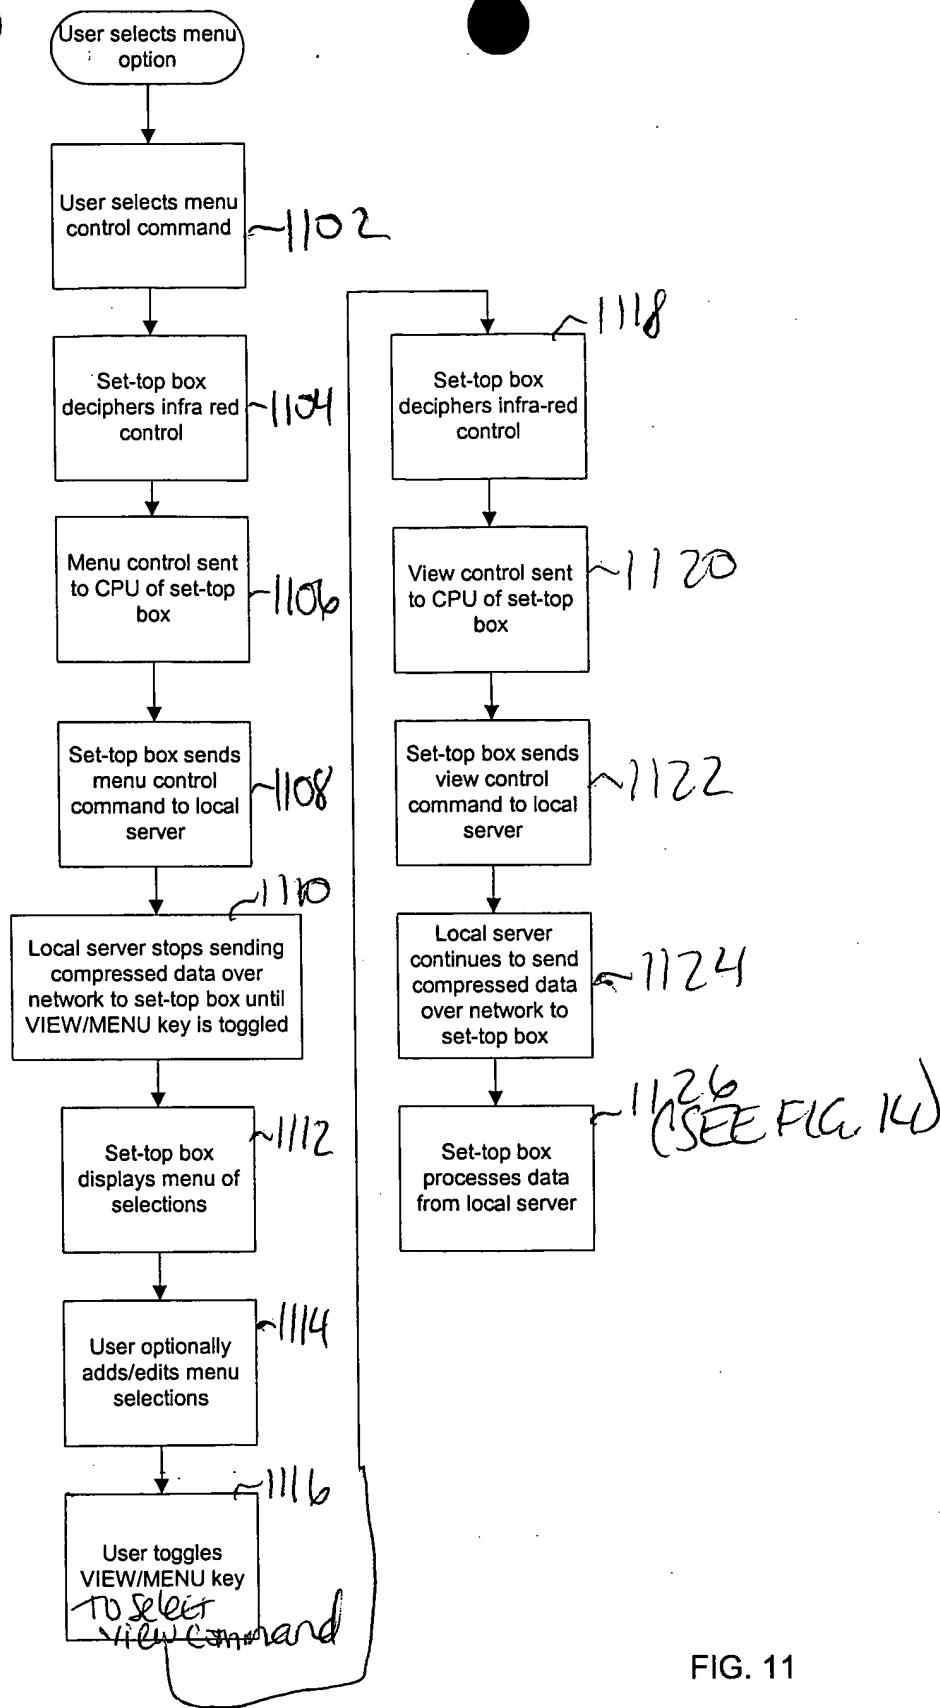 User selects menu
option
User selects menu
control command
1102
Set-top box
deciphers infra red
control
1104
Menu control sent
to CPU of set-top
box
1106
Set-top box sends
menu control
command to local
server
1108
1110
Local server stops sending
compressed data over
network to set-top box until
VIEW/MENU key is toggled
Set-top box
displays menu of
selections
1112
User optionally
adds/edits menu
selections
1114
1116
User toggles
VIEW/MENU key
TO Select
VIEW Command
1118
Set-top box
deciphers infra-red
control
View control sent
to CPU of set-top
box
1120
Set-top box sends
view control
command to local
server
1122
Local server
continues to send
compressed data
over network to
set-top box
1124
1126
(SEE FIG. 14)
Set-top box
processes data
from local server
FIG. 11